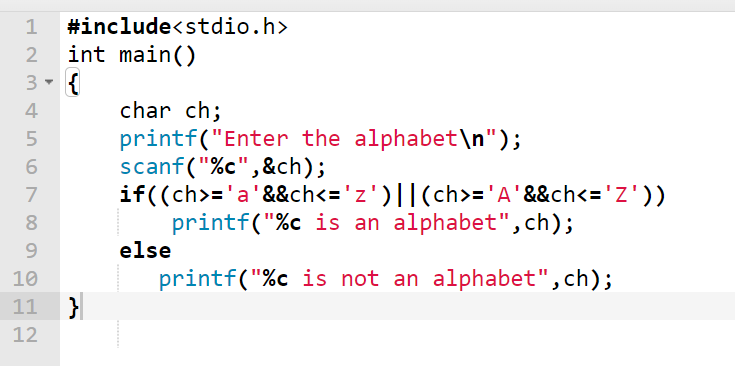 1 #include<stdio.h>
2 int main()
3 {
4 char ch;
5 printf("Enter the alphabet\n");
6 scanf("%c",&ch);
7 if((ch>='a'&&ch<='z')||(ch>='A'&&ch<='Z'))
8 printf("%c is an alphabet",ch);
9 else
10 printf("%c is not an alphabet",ch);
11 }
12